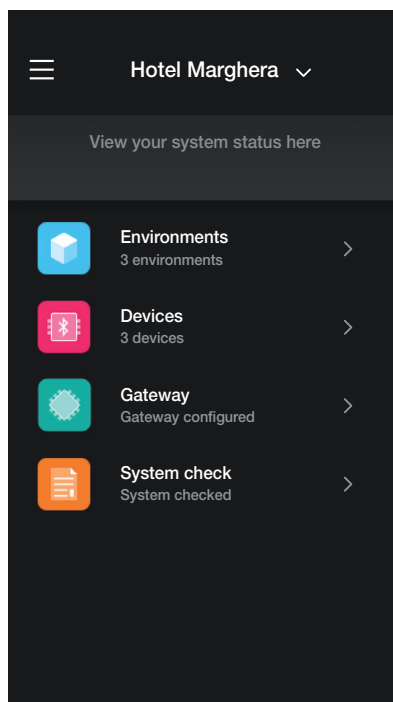 Hotel Marghera
View your system status here
Environments
3 environments
Devices
3 devices
Gateway
Gateway configured
System check
System checked